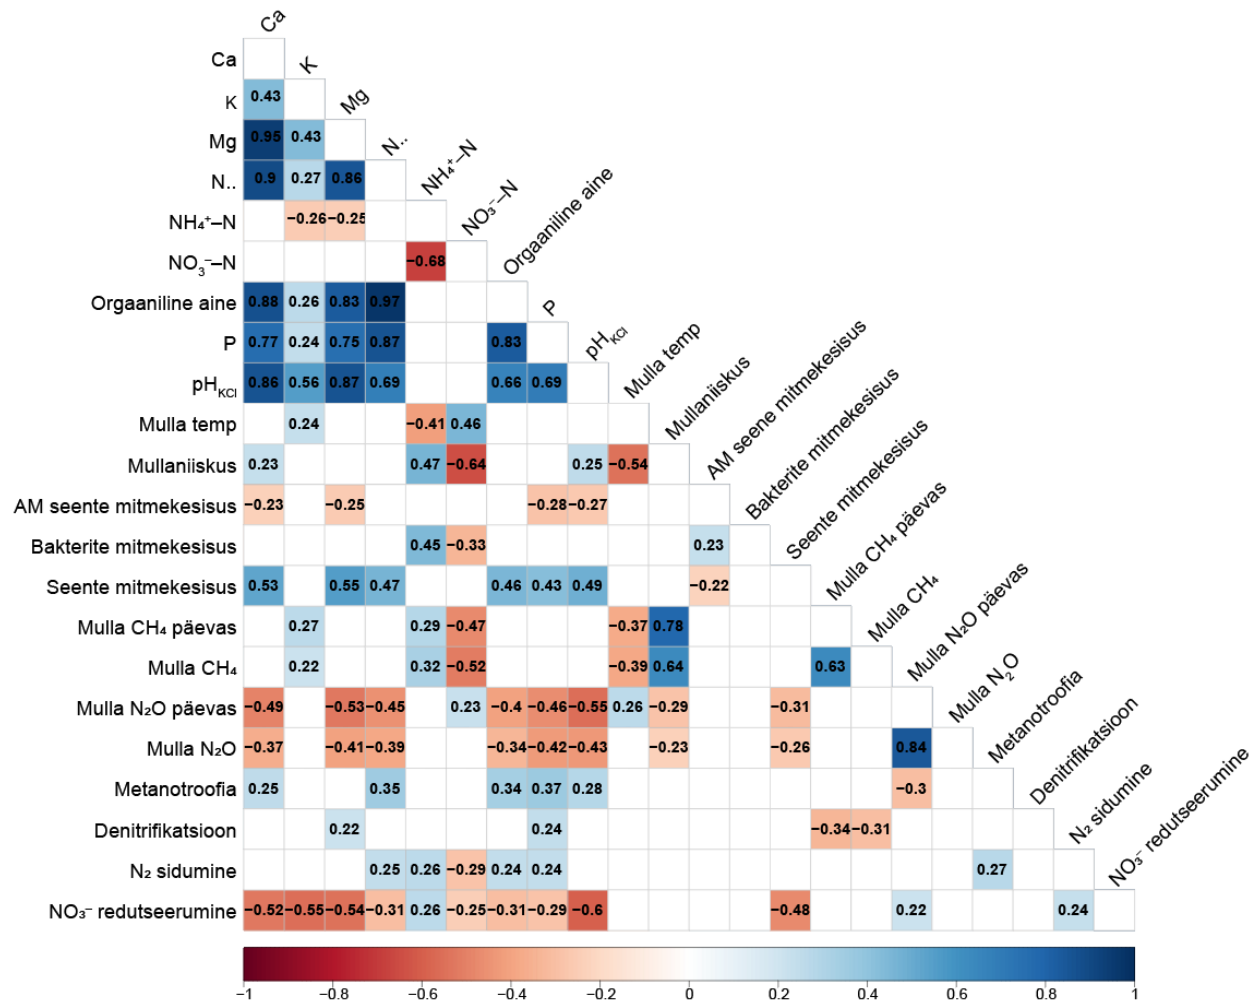 Ca
K
Mg
N..
NH₄⁺–N
NO₃⁻–N
Orgaaniline aine
P
pHKCl
Mulla temp
Mullaniiskus
AM seene mitmekesisus
Bakterite mitmekesisus
Seente mitmekesisus
Mulla CH₄ päevas
Mulla CH₄
Mulla N₂O päevas
Mulla N₂O
Metanotroofia
Denitrifikatsioon
N₂ sidumine
NO₃⁻ redutseerumine
Ca
K 0.43
Mg 0.95 0.43
N.. 0.9 0.27 0.86
NH₄⁺–N −0.26 −0.25
NO₃⁻–N −0.68
Orgaaniline aine 0.88 0.26 0.83 0.97
P 0.77 0.24 0.75 0.87 0.83
pHKCl 0.86 0.56 0.87 0.69 0.66 0.69
Mulla temp 0.24 −0.41 0.46
Mullaniiskus 0.23 0.47 −0.64 0.25 −0.54
AM seente mitmekesisus −0.23 −0.25 −0.28 −0.27
Bakterite mitmekesisus 0.45 −0.33 0.23
Seente mitmekesisus 0.53 0.55 0.47 0.46 0.43 0.49 −0.22
Mulla CH₄ päevas 0.27 0.29 −0.47 −0.37 0.78
Mulla CH₄ 0.22 0.32 −0.52 −0.39 0.64 0.63
Mulla N₂O päevas −0.49 −0.53 −0.45 0.23 −0.4 −0.46 −0.55 0.26 −0.29 −0.31
Mulla N₂O −0.37 −0.41 −0.39 −0.34 −0.42 −0.43 −0.23 −0.26 0.84
Metanotroofia 0.25 0.35 0.34 0.37 0.28 −0.3
Denitrifikatsioon 0.22 0.24 −0.34 −0.31
N₂ sidumine 0.25 0.26 −0.29 0.24 0.24 0.27
NO₃⁻ redutseerumine −0.52 −0.55 −0.54 −0.31 0.26 −0.25 −0.31 −0.29 −0.6 −0.48 0.22 0.24
−1 −0.8 −0.6 −0.4 −0.2 0 0.2 0.4 0.6 0.8 1